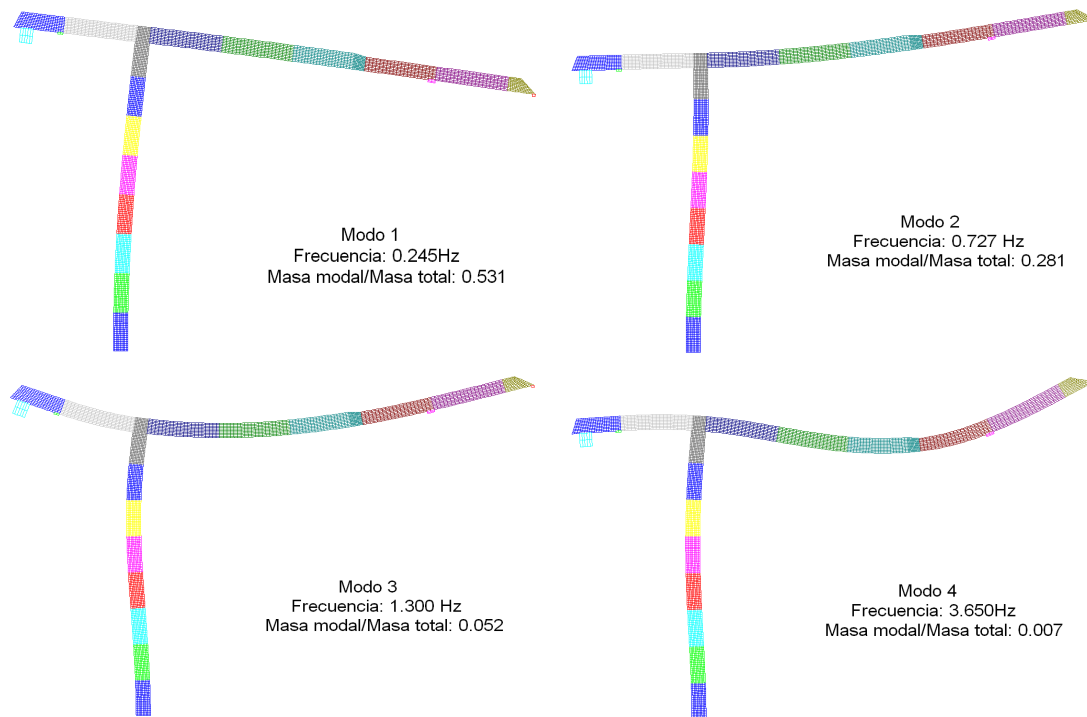 Modo 1
Frecuencia: 0.245Hz
Masa modal/Masa total: 0.531
Modo 2
Frecuencia: 0.727 Hz
Masa modal/Masa total: 0.281
Modo 3
Frecuencia: 1.300 Hz
Masa modal/Masa total: 0.052
Modo 4
Frecuencia: 3.650Hz
Masa modal/Masa total: 0.007